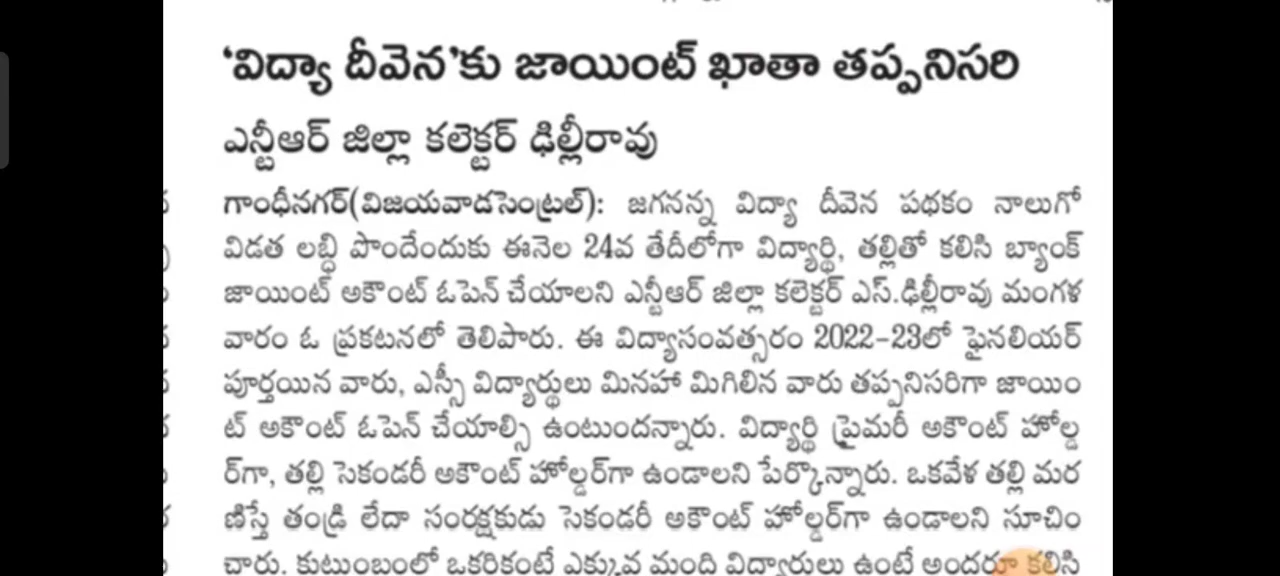 ‘విద్యా దీవెన’కు జాయింట్ ఖాతా తప్పనిసరి
ఎన్టీఆర్ జిల్లా కలెక్టర్ ఢిల్లీరావు
గాంధీనగర్(విజయవాడసెంట్రల్): జగనన్న విద్యా దీవెన పథకం నాలుగో
విడత లబ్ధి పొందేందుకు ఈనెల 24వ తేదీలోగా విద్యార్థి, తల్లితో కలిసి బ్యాంక్
జాయింట్ అకౌంట్ ఓపెన్ చేయాలని ఎన్టీఆర్ జిల్లా కలెక్టర్ ఎస్.ఢిల్లీరావు మంగళ
వారం ఓ ప్రకటనలో తెలిపారు. ఈ విద్యాసంవత్సరం 2022-23లో ఫైనలియర్
పూర్తయిన వారు, ఎస్సీ విద్యార్థులు మినహా మిగిలిన వారు తప్పనిసరిగా జాయిం
ట్ అకౌంట్ ఓపెన్ చేయాల్సి ఉంటుందన్నారు. విద్యార్థి ప్రైమరీ అకౌంట్ హోల్డ
ర్‌గా, తల్లి సెకండరీ అకౌంట్ హోల్డర్‌గా ఉండాలని పేర్కొన్నారు. ఒకవేళ తల్లి మర
ణిస్తే తండ్రి లేదా సంరక్షకుడు సెకండరీ అకౌంట్ హోల్డర్‌గా ఉండాలని సూచిం
చారు. కుటుంబంలో ఒకరికంటే ఎక్కువ మంది విద్యార్థులు ఉంటే అందరూ కలిసి